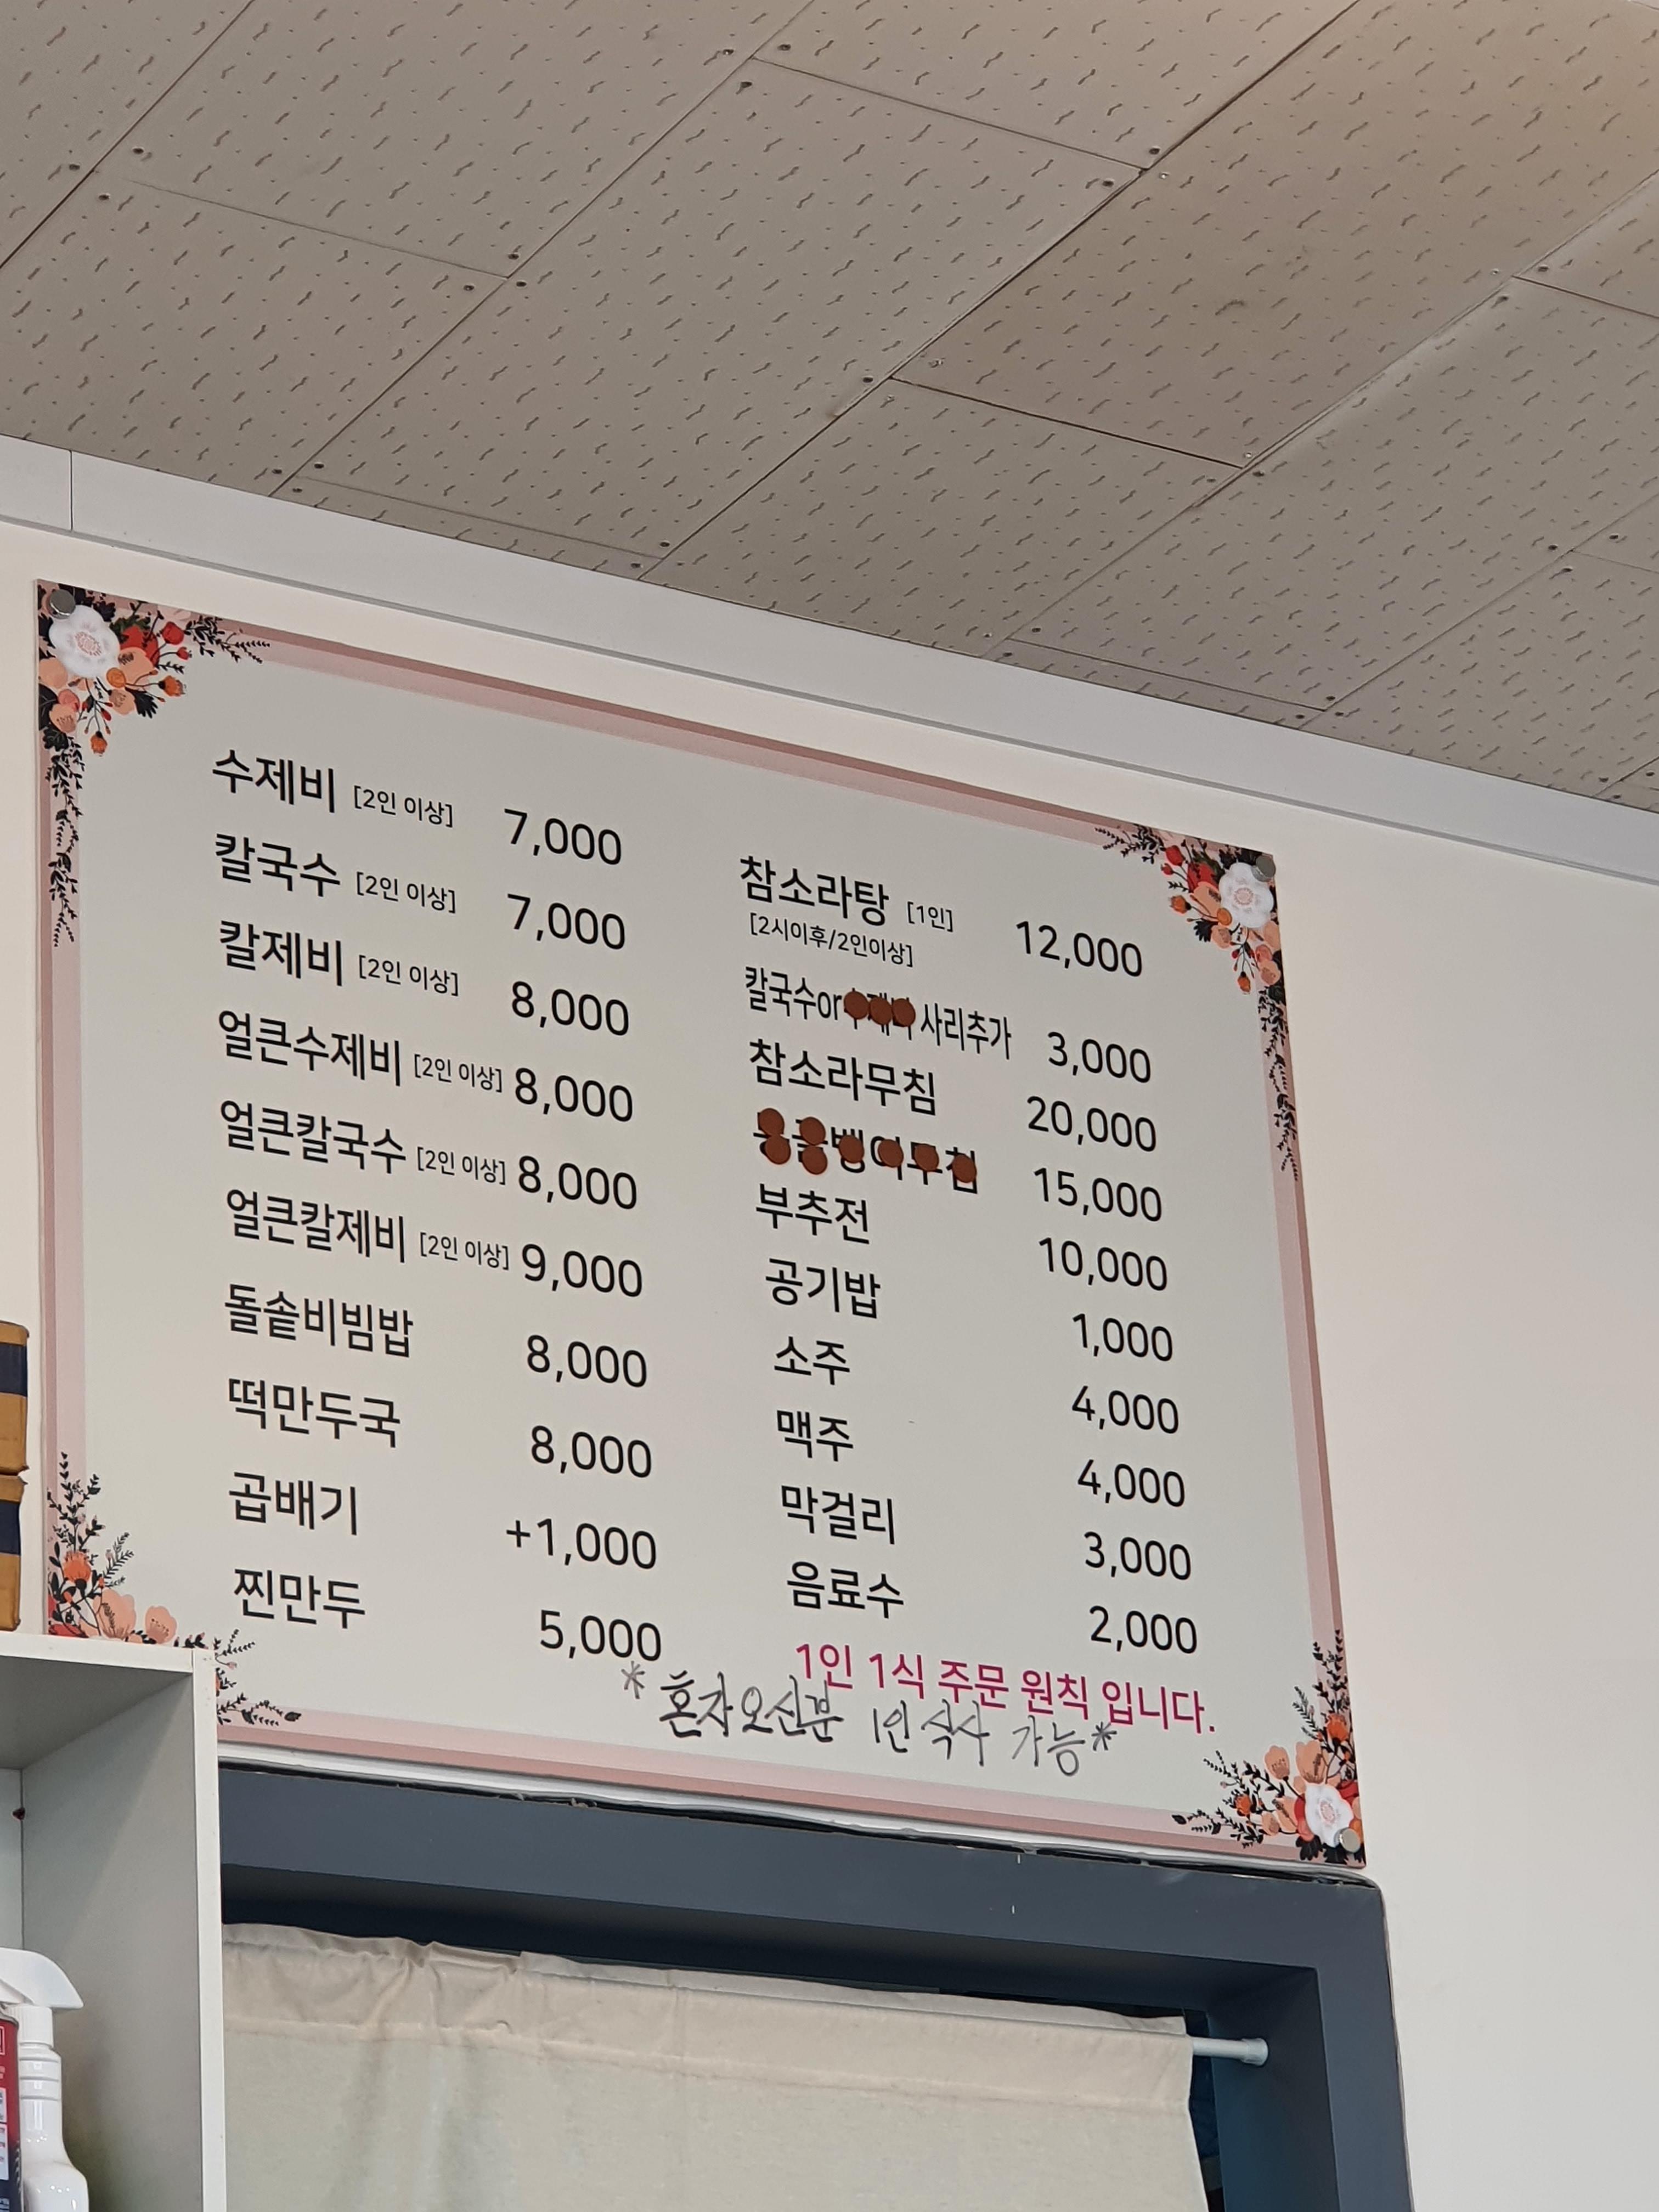 수제비 [2인 이상] 7,000
칼국수 [2인 이상] 7,000
칼제비 [2인 이상] 8,000
얼큰수제비 [2인 이상] 8,000
얼큰칼국수 [2인 이상] 8,000
얼큰칼제비 [2인 이상] 9,000
돌솥비빔밥 8,000
떡만두국 8,000
곱배기 +1,000
찐만두 5,000
참소라탕 [1인] 12,000
[2시이후/2인이상]
칼국수or 사리추가 3,000
참소라무침 20,000
15,000
부추전 10,000
공기밥 1,000
소주 4,000
맥주 4,000
막걸리 3,000
음료수 2,000
1인 1식 주문 원칙 입니다.
*혼자오신분 1인 식사 가능*